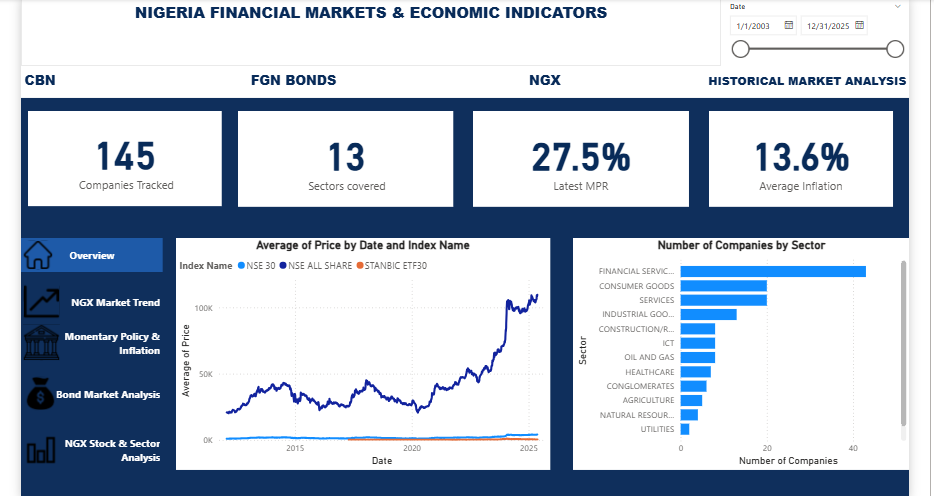 NIGERIA FINANCIAL MARKETS & ECONOMIC INDICATORS
Date
1/1/2003
12/31/2025
CBN
FGN BONDS
NGX
HISTORICAL MARKET ANALYSIS
145
Companies Tracked
13
Sectors covered
27.5%
Latest MPR
13.6%
Average Inflation
Overview
NGX Market Trend
Monentary Policy &
Inflation
Bond Market Analysis
NGX Stock & Sector
Analysis
Average of Price by Date and Index Name
Index Name NSE 30 NSE ALL SHARE STANBIC ETF30
Average of Price
100K
50K
0K
2015 2020 2025
Date
Number of Companies by Sector
Sector
FINANCIAL SERVIC...
CONSUMER GOODS
SERVICES
INDUSTRIAL GOO...
CONSTRUCTION/R...
ICT
OIL AND GAS
HEALTHCARE
CONGLOMERATES
AGRICULTURE
NATURAL RESOUR...
UTILITIES
0 20 40
Number of Companies